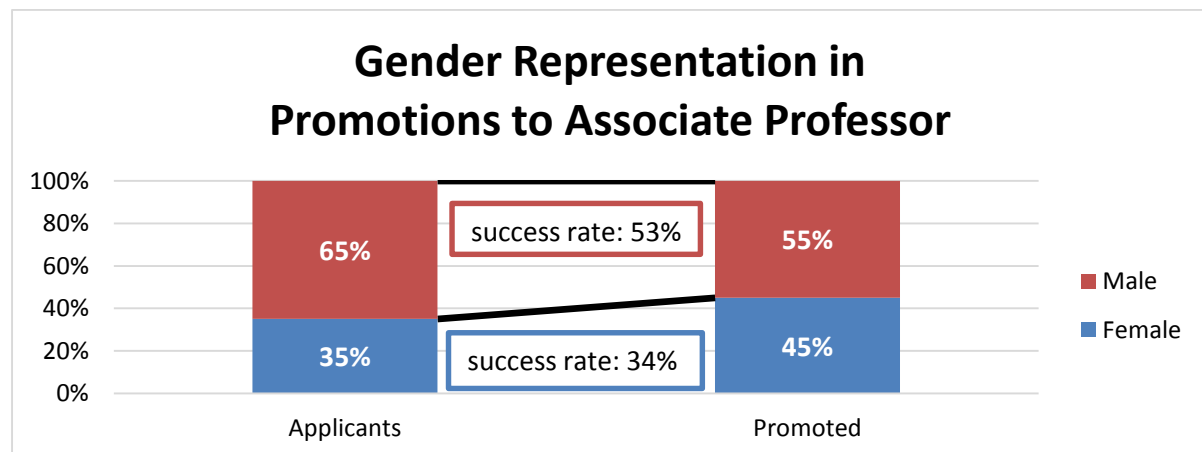 Gender Representation in
Promotions to Associate Professor
100%
80%
60%
40%
20%
0%
65%
35%
success rate: 53%
success rate: 34%
55%
45%
Male
Female
Applicants
Promoted